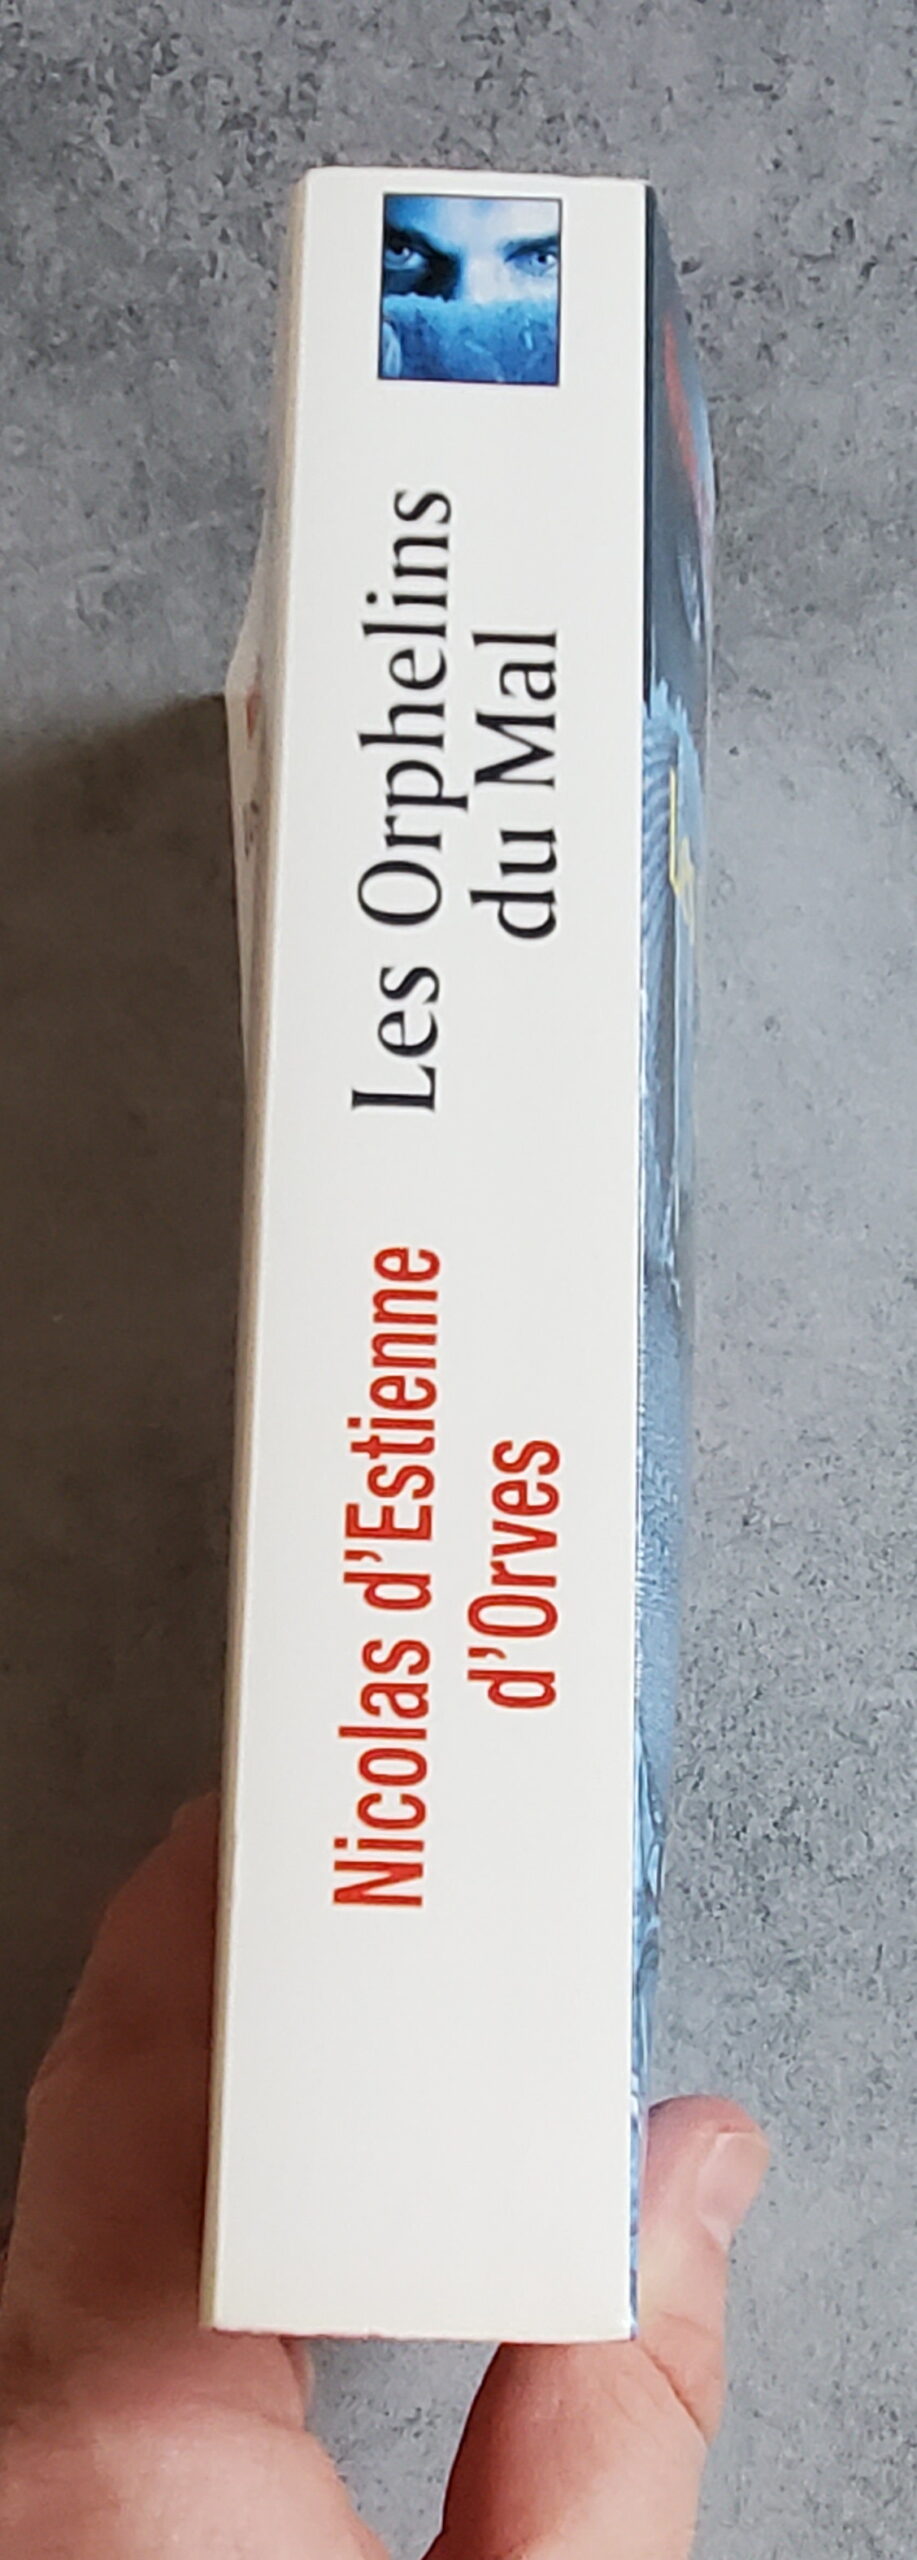 Nicolas d'Estienne
d'Orves
Les Orphelins
du Mal